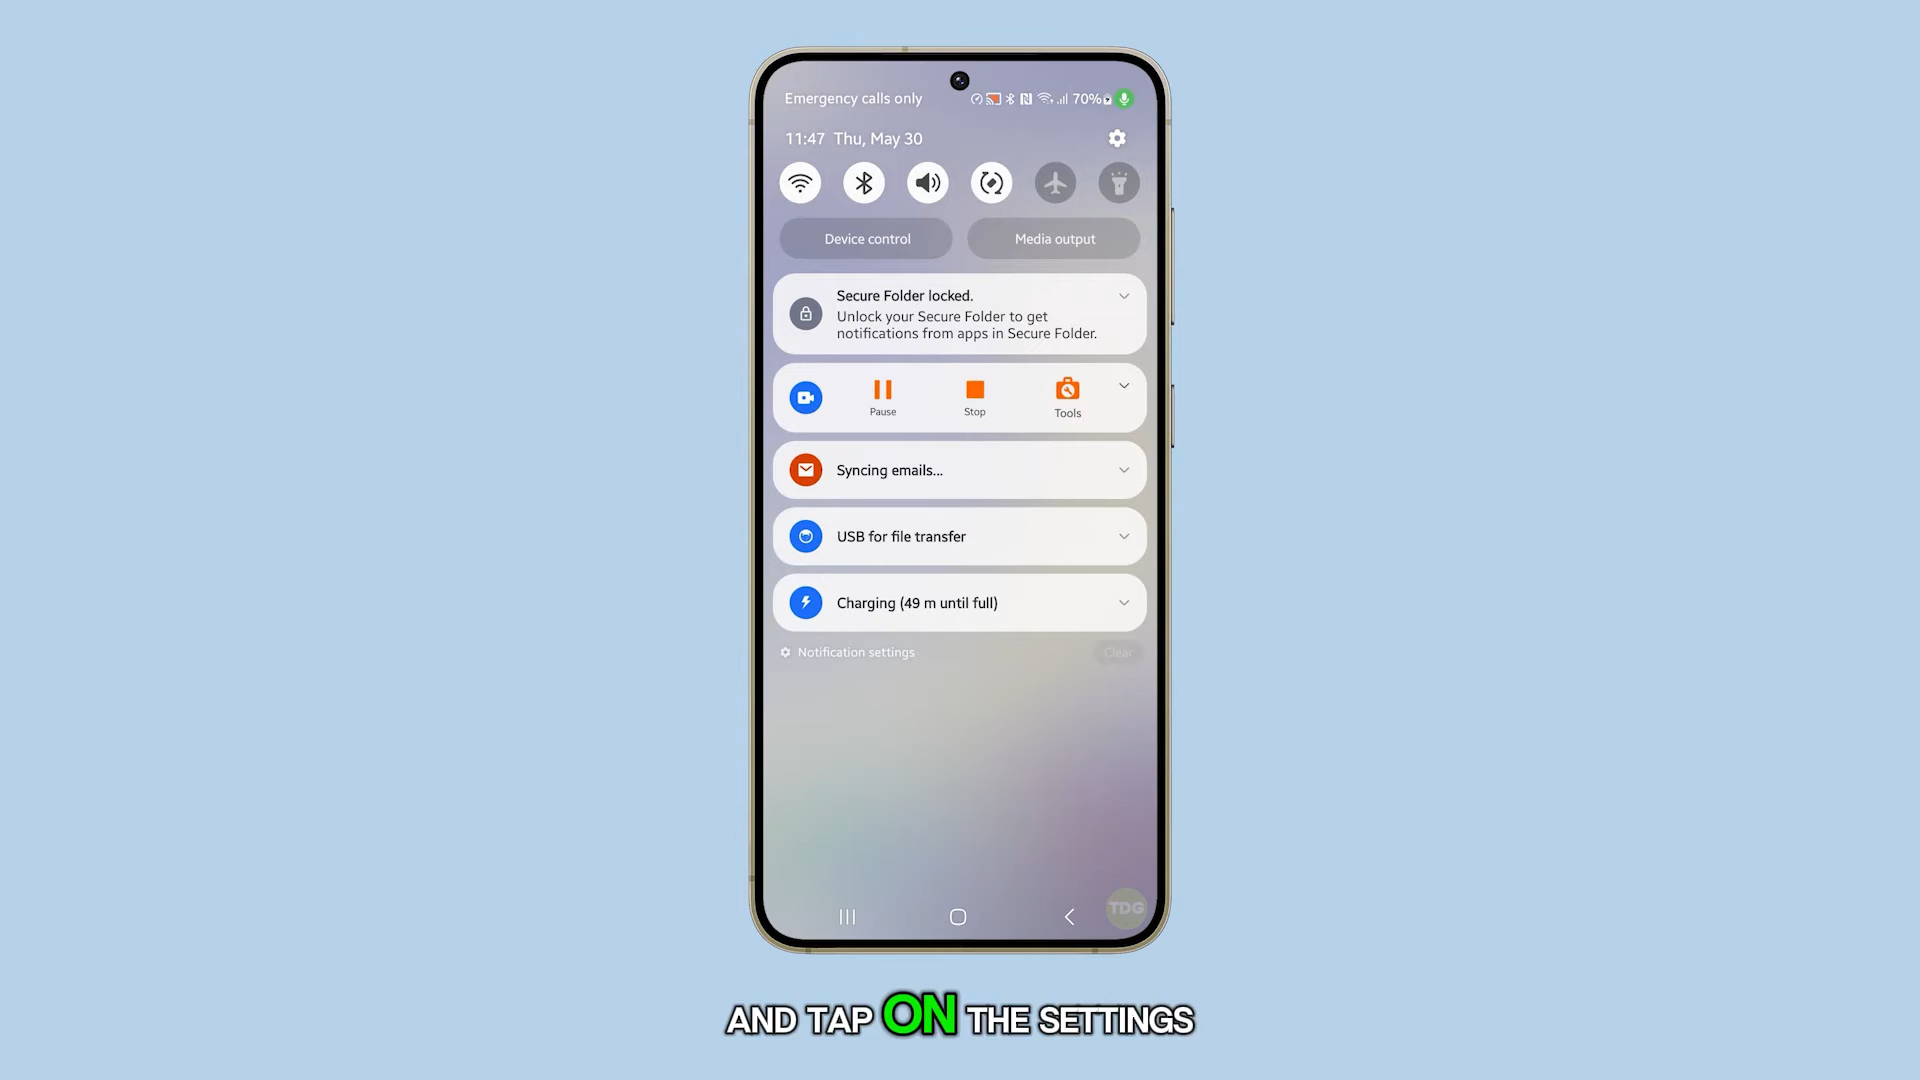 Emergency calls only
70%
11:47 Thu, May 30
Device control
Media output
Secure Folder locked.
Unlock your Secure Folder to get
notifications from apps in Secure Folder.
Pause
Stop
Tools
Syncing emails...
USB for file transfer
Charging (49 m until full)
Notification settings
Clear
TDG
AND TAP ON THE SETTINGS